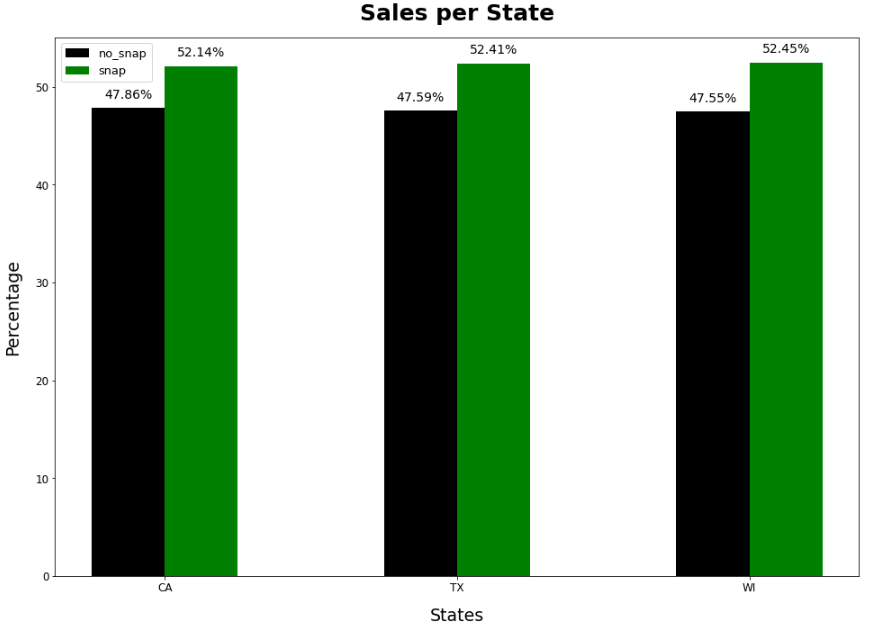 Sales per State
no_snap
snap
52.14%
52.41%
52.45%
47.86%
47.59%
47.55%
50
40
30
20
10
0
Percentage
CA
TX
WI
States